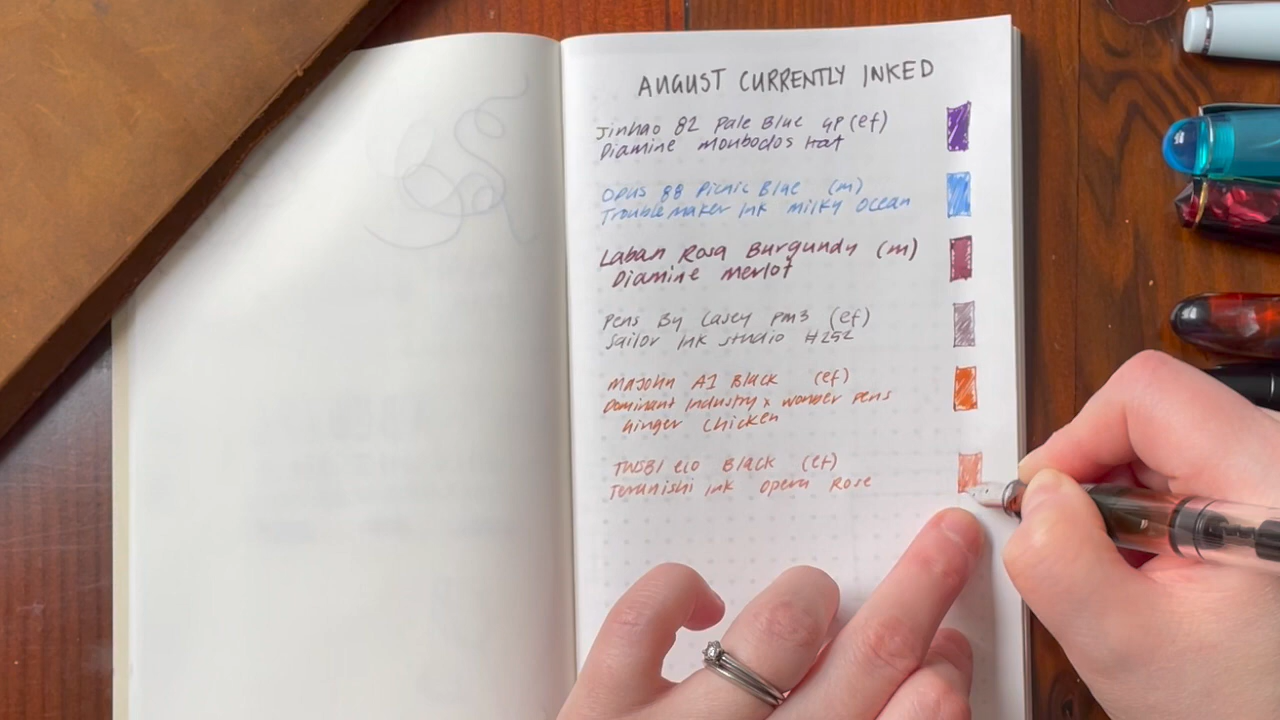 AUGUST CURRENTLY INKED
Jinhao 82 Pale Blue GP (ef)
Diamine Monbodos Hat
Opus 88 Picnic Blue (m)
Troublemaker Ink Milky Ocean
Laban Rosa Burgundy (m)
Diamine merlot
Pens By Casey PM3 (ef)
Sailor Ink Studio #252
MAJohn A1 Black (ef)
Dominant Industry x wonder pens
Ginger Chicken
TWSBI eco Black (ef)
Teranishi Ink Opera Rose